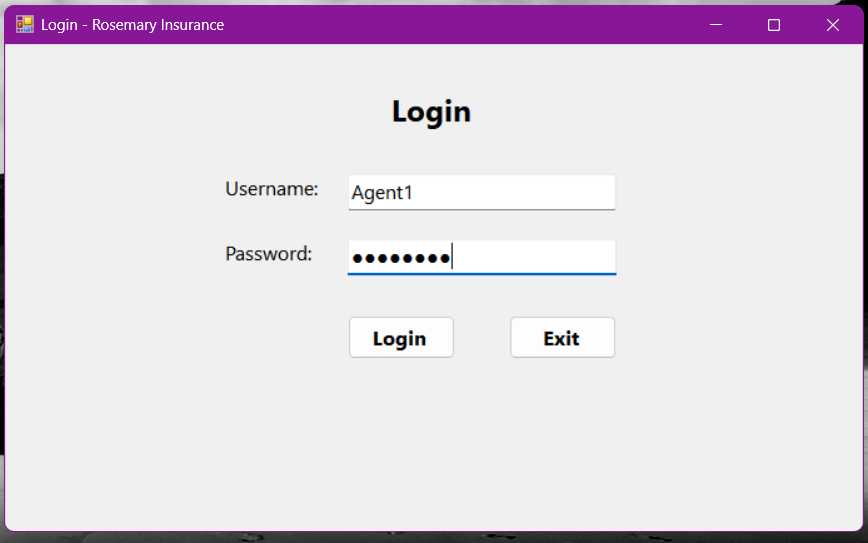 Login - Rosemary Insurance
Login
Username: Agent1
Password: ●●●●●●●●
Login Exit